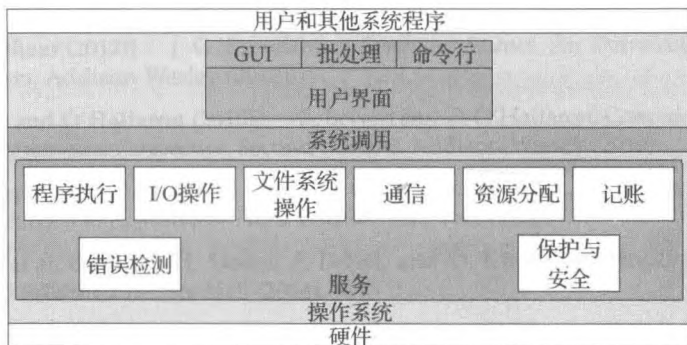 用户和其他系统程序
GUI 批处理 命令行
用户界面
系统调用
程序执行 I/O操作 文件系统操作 通信 资源分配 记账
错误检测 保护与安全
服务
操作系统
硬件